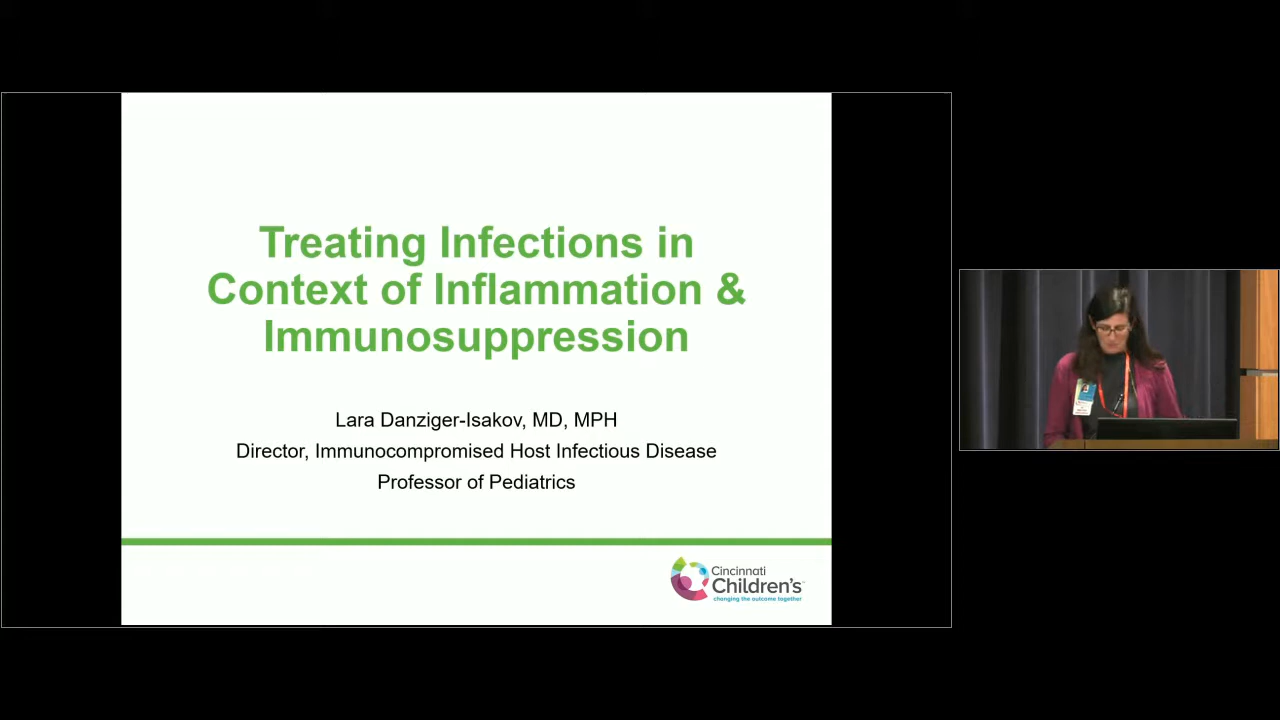 Treating Infections in
Context of Inflammation &
Immunosuppression
Lara Danziger-Isakov, MD, MPH
Director, Immunocompromised Host Infectious Disease
Professor of Pediatrics
Cincinnati
Children's
changing the outcome together